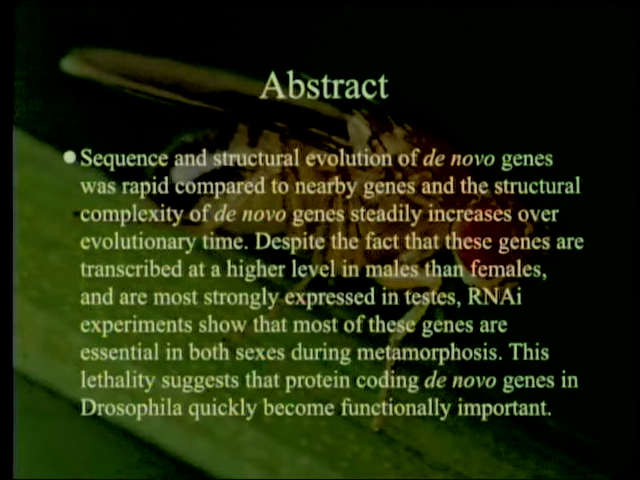 Abstract
• Sequence and structural evolution of de novo genes
was rapid compared to nearby genes and the structural
complexity of de novo genes steadily increases over
evolutionary time. Despite the fact that these genes are
transcribed at a higher level in males than females,
and are most strongly expressed in testes, RNAi
experiments show that most of these genes are
essential in both sexes during metamorphosis. This
lethality suggests that protein coding de novo genes in
Drosophila quickly become functionally important.